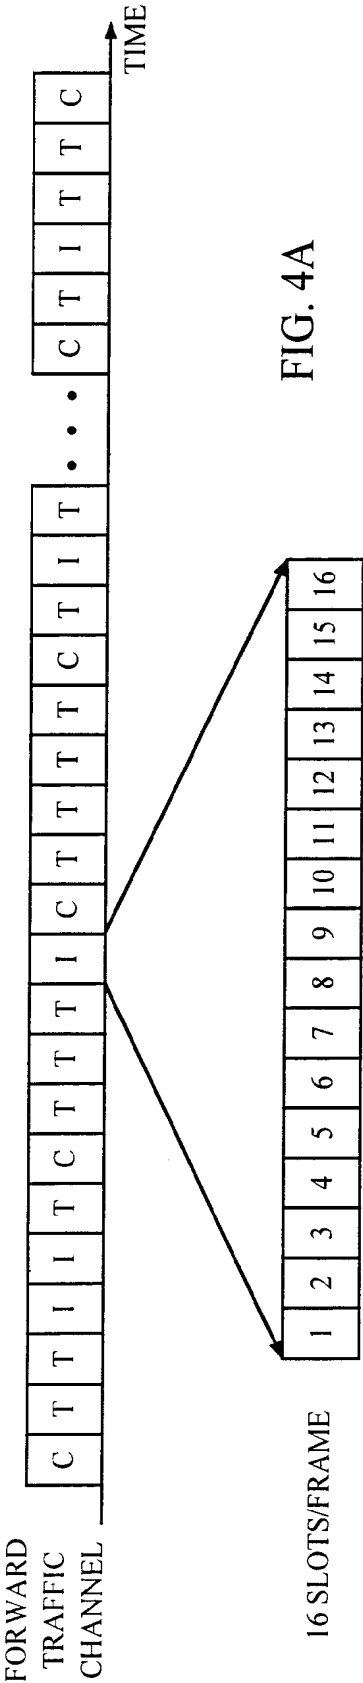 FORWARD
TRAFFIC
CHANNEL
C T T I I T C T T T I C T T T T C T I T • • • C T I T T C
TIME
16 SLOTS/FRAME
1 2 3 4 5 6 7 8 9 10 11 12 13 14 15 16
FIG. 4A